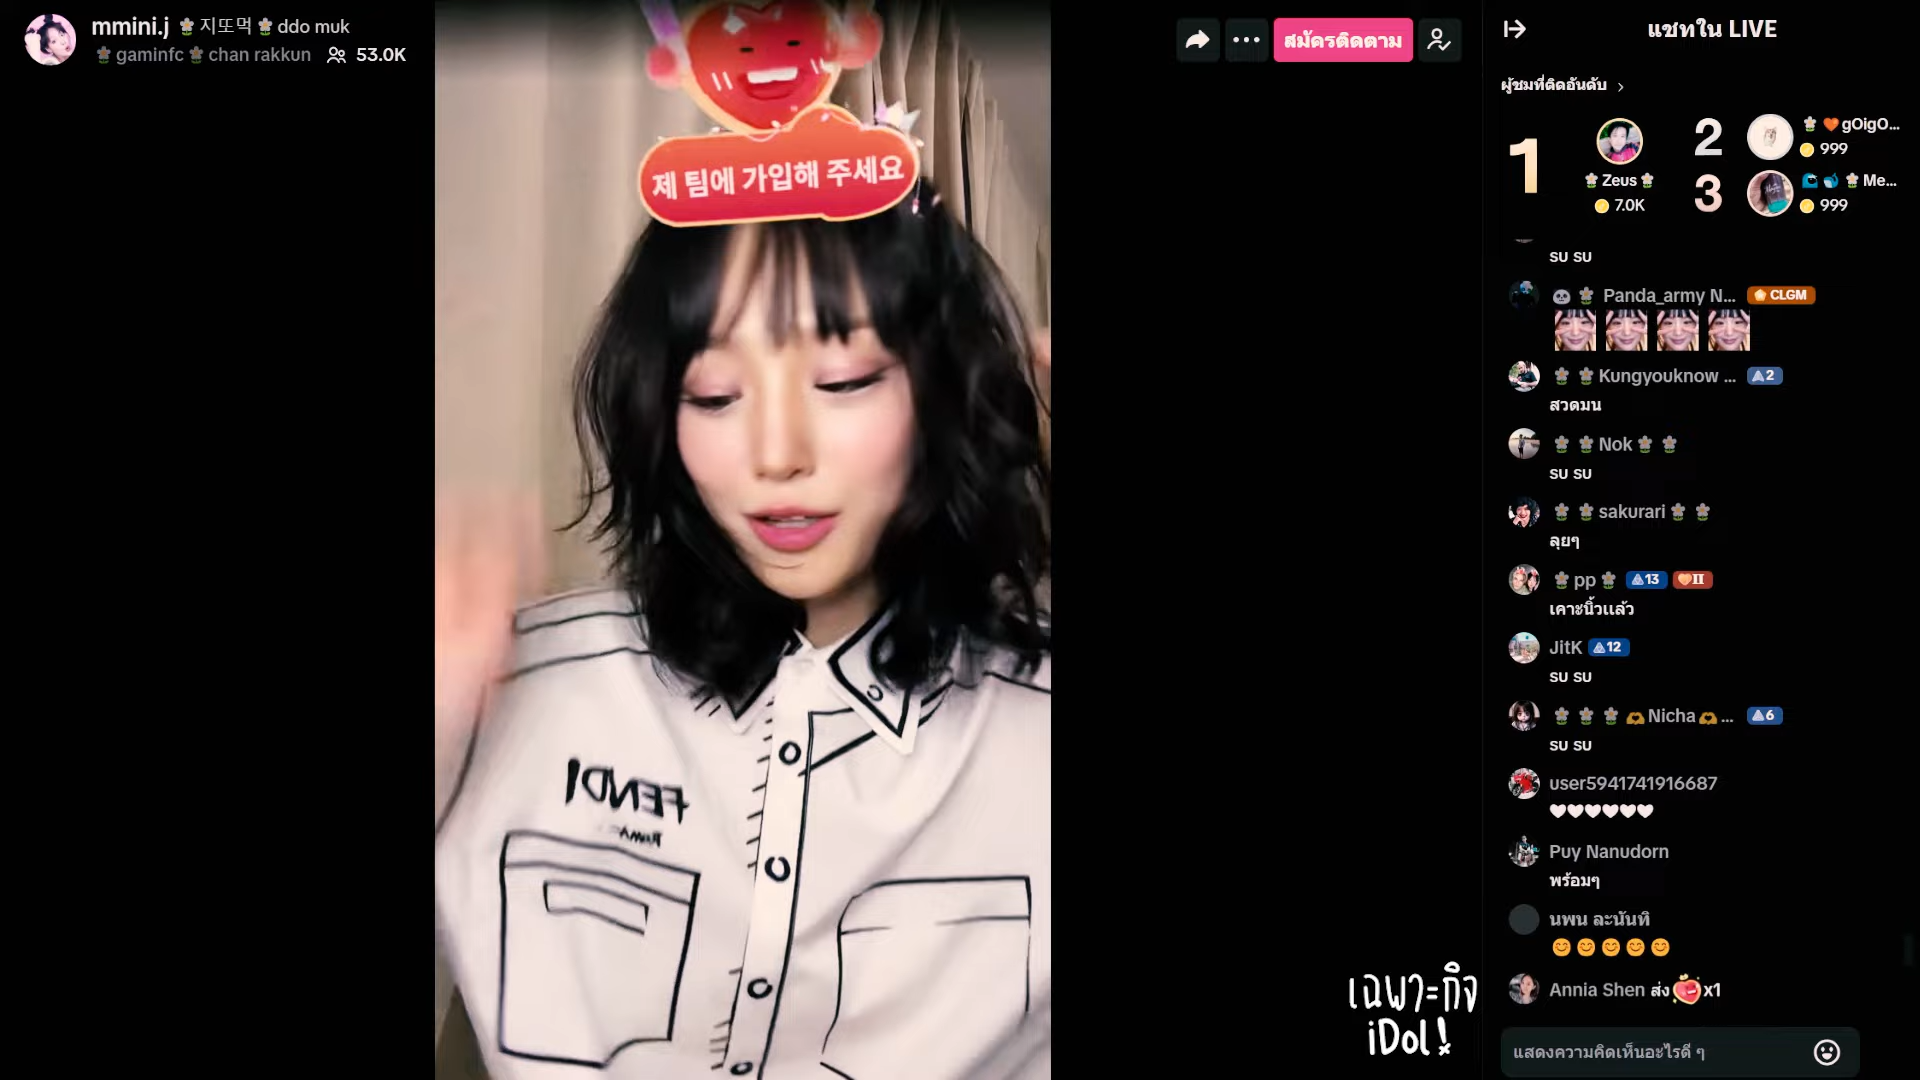 mmini.j 지또먹 ddo muk
gaminfc chan rakkun 53.0K
제 팀에 가입해 주세요
FENDI
สมัครติดตาม
เฉพาะกิจ
iDol!
แชทใน LIVE
ผู้ชมที่ติดอันดับ
1
Zeus
7.0K
2
gOigO...
999
3
Me...
999
su su
Panda_army N... CLGM
Kungyouknow ... 2
สวดมน
Nok
su su
sakurari
ลุยๆ
pp 13 II
เคาะนิ้วแล้ว
JitK 12
su su
Nicha ... 6
su su
user5941741916687
Puy Nanudorn
พร้อมๆ
นพน ละนันทิ
Annia Shen ส่ง x1
แสดงความคิดเห็นอะไรดี ๆ